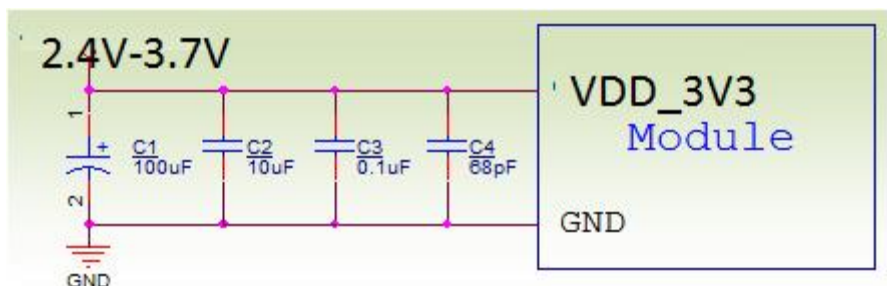 2.4V-3.7V
1
+
C1
100uF
C2
10uF
C3
0.1uF
C4
68pF
2
GND
VDD_3V3
Module
GND